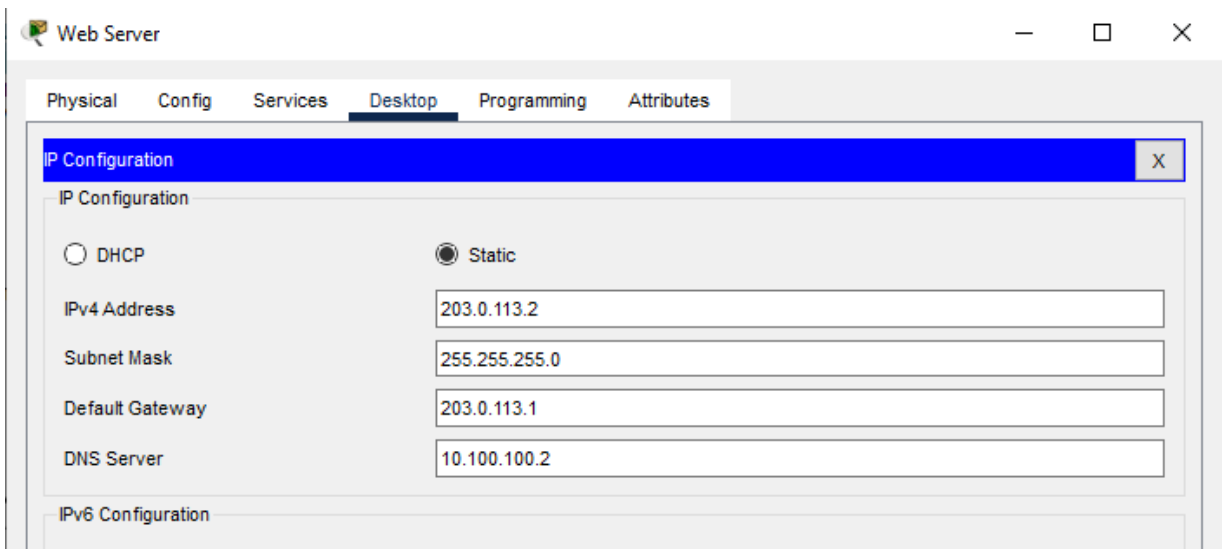 Web Server
Physical Config Services Desktop Programming Attributes
IP Configuration X
IP Configuration
DHCP Static
IPv4 Address 203.0.113.2
Subnet Mask 255.255.255.0
Default Gateway 203.0.113.1
DNS Server 10.100.100.2
IPv6 Configuration